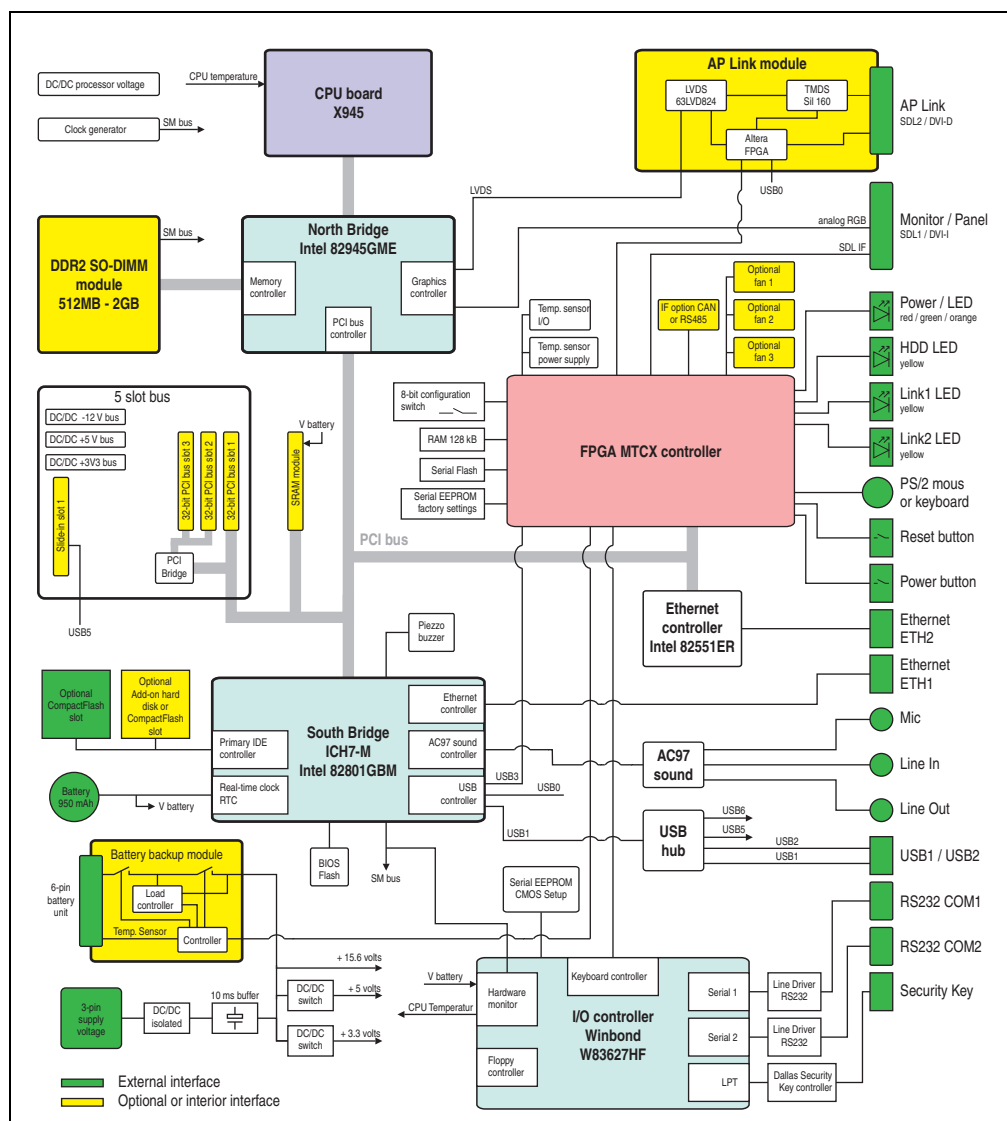 DC/DC processor voltage
CPU temperature
CPU board
X945
Clock generator
SM bus
AP Link module
LVDS
63LVD824
TMDS
Sil 160
Altera
FPGA
USB0
AP Link
SDL2 / DVI-D
LVDS
DDR2 SO-DIMM
module
512MB - 2GB
SM bus
North Bridge
Intel 82945GME
Memory
controller
Graphics
controller
PCI bus
controller
analog RGB
SDL IF
Monitor / Panel
SDL1 / DVI-I
Temp. sensor
I/O
Temp. sensor
power supply
IF option CAN
or RS485
Optional
fan 1
Optional
fan 2
Optional
fan 3
Power / LED
red / green / orange
HDD LED
yellow
Link1 LED
yellow
Link2 LED
yellow
PS/2 mous
or keyboard
Reset button
Power button
5 slot bus
DC/DC -12 V bus
DC/DC +5 V bus
DC/DC +3V3 bus
Slide-in slot 1
32-bit PCI bus slot 3
32-bit PCI bus slot 2
32-bit PCI bus slot 1
PCI
Bridge
USB5
V battery
SRAM module
8-bit configuration
switch
RAM 128 kB
Serial Flash
Serial EEPROM
factory settings
FPGA MTCX controller
PCI bus
Ethernet
controller
Intel 82551ER
Ethernet
ETH2
Ethernet
ETH1
Piezzo
buzzer
Optional
CompactFlash
slot
Optional
Add-on hard
disk or
CompactFlash
slot
South Bridge
ICH7-M
Intel 82801GBM
Ethernet
controller
Primary IDE
controller
AC97 sound
controller
Real-time clock
RTC
USB
controller
USB3
USB0
USB1
Battery
950 mAh
V battery
AC97
sound
Mic
Line In
Line Out
USB
hub
USB6
USB5
USB2
USB1
USB1 / USB2
BIOS
Flash
SM bus
Serial EEPROM
CMOS Setup
Battery backup module
6-pin
battery
unit
Load
controller
Temp. Sensor
Controller
+ 15.6 volts
DC/DC
switch
+ 5 volts
DC/DC
switch
+ 3.3 volts
3-pin
supply
voltage
DC/DC
isolated
10 ms buffer
V battery
CPU Temperatur
Hardware
monitor
Keyboard controller
Floppy
controller
I/O controller
Winbond
W83627HF
Serial 1
Serial 2
LPT
Line Driver
RS232
Line Driver
RS232
Dallas Security
Key controller
RS232 COM1
RS232 COM2
Security Key
External interface
Optional or interior interface